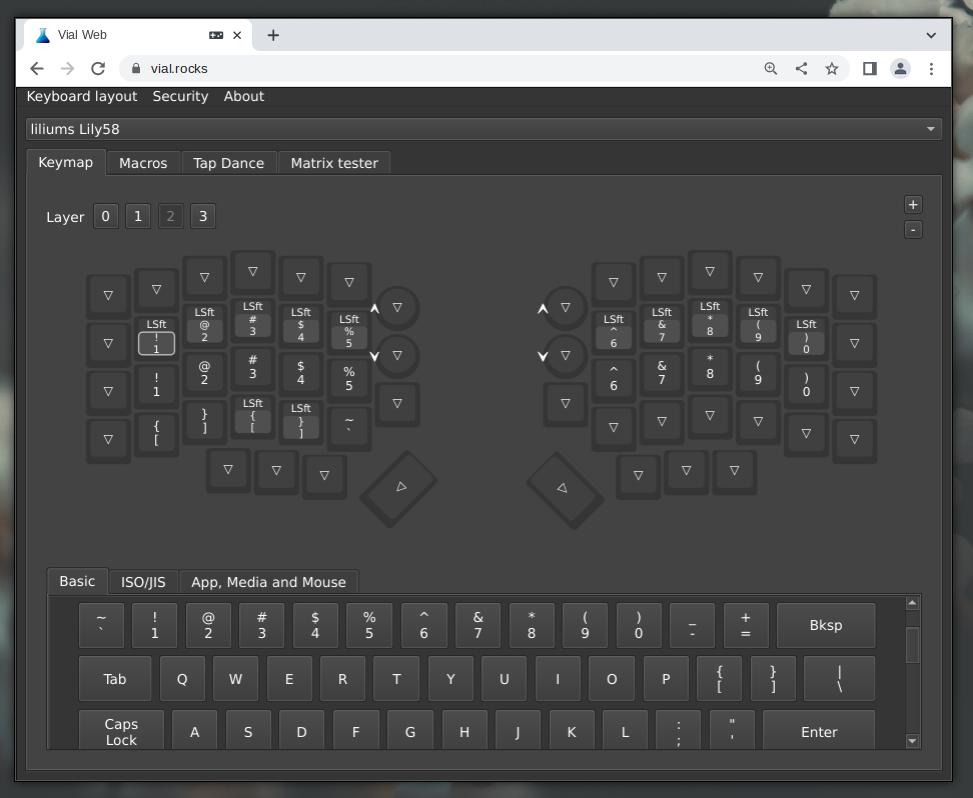 Vial Web
vial.rocks
Keyboard layout Security About
liliums Lily58
Keymap Macros Tap Dance Matrix tester
Layer 0 1 2 3
+
-
LSft LSft LSft LSft LSft LSft LSft LSft LSft LSft
! @ # $ % ^ & * ( )
1 2 3 4 5 6 7 8 9 0
! @ # $ % ^ & * ( )
1 2 3 4 5 6 7 8 9 0
LSft LSft
{ } { } ~
[ ] [ ] `
Basic ISO/JIS App, Media and Mouse
~ ! @ # $ % ^ & * ( ) _ + Bksp
` 1 2 3 4 5 6 7 8 9 0 - =
Tab Q W E R T Y U I O P { } |
[ ] \
Caps A S D F G H J K L : " Enter
Lock ; '